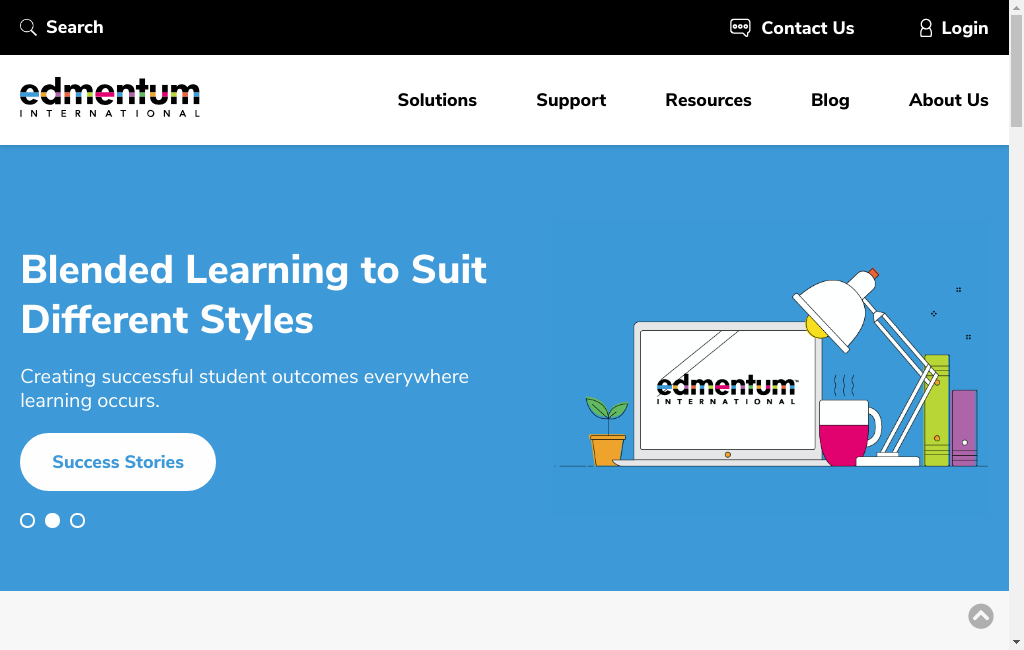 Search
Contact Us
Login
edmentum
INTERNATIONAL
Solutions
Support
Resources
Blog
About Us
Blended Learning to Suit
Different Styles
Creating successful student outcomes everywhere
learning occurs.
Success Stories
edmentum™
INTERNATIONAL